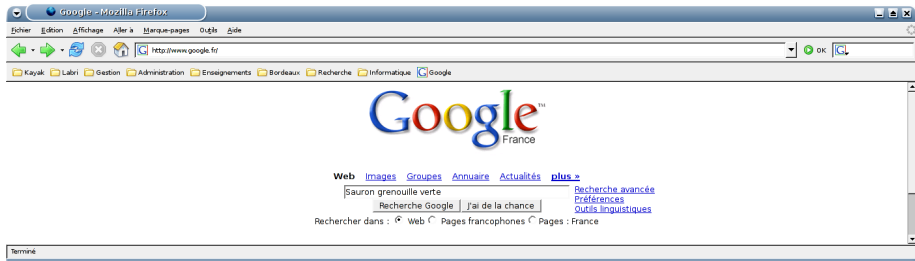 Google - Mozilla Firefox
Fichier Edition Affichage Aller à Marque-pages Outils Aide
G http://www.google.fr/ OK G
Kayak Labri Gestion Administration Enseignements Bordeaux Recherche Informatique G Google
Google™
France
Web Images Groupes Annuaire Actualités plus »
Sauron grenouille verte Recherche avancée
Préférences
Recherche Google J'ai de la chance Outils linguistiques
Rechercher dans : Web Pages francophones Pages : France
Terminé